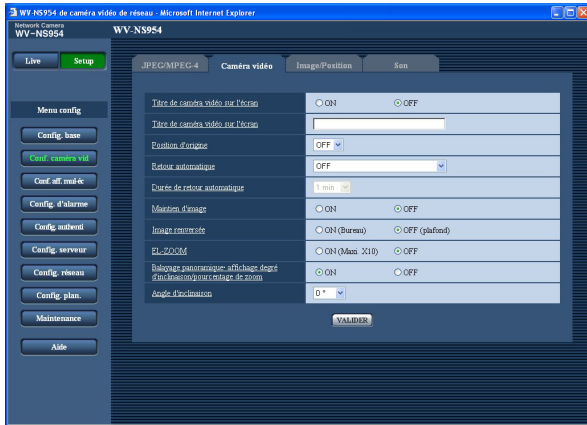 WV-NS954 de caméra vidéo de réseau - Microsoft Internet Explorer
Network Camera
WV-NS954
WV-NS954
Live
Setup
Menu config
Config. base
Conf. caméra vid
Conf. aff. mul-éc
Config. d'alarme
Config. authenti
Config. serveur
Config. réseau
Config. plan.
Maintenance
Aide
JPEG/MPEG-4
Caméra vidéo
Image/Position
Son
Titre de caméra vidéo sur l'écran ON OFF
Titre de caméra vidéo sur l'écran
Position d'origine OFF
Retour automatique OFF
Durée de retour automatique 1 min
Maintien d'image ON OFF
Image renversée ON (Bureau) OFF (plafond)
EL-ZOOM ON (Maxi. X10) OFF
Balayage panoramique- affichage degré
d'inclinaison/pourcentage de zoom ON OFF
Angle d'inclinaison 0 °
VALIDER